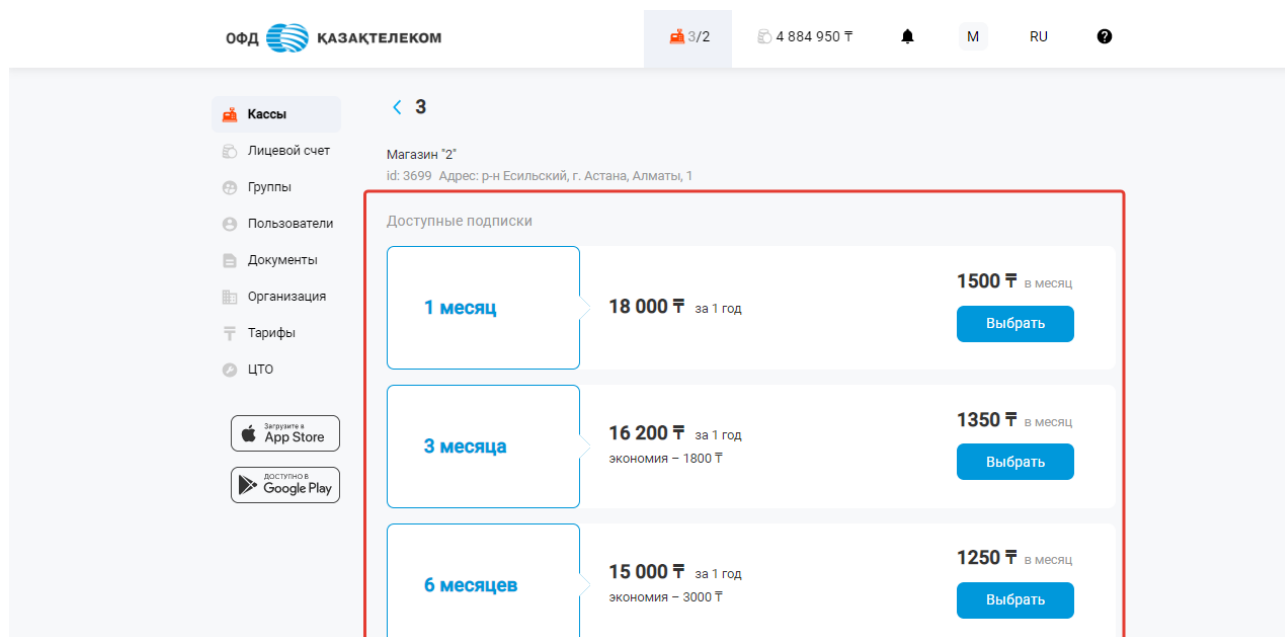 ОФД ҚАЗАҚТЕЛЕКОМ 3/2 4 884 950 ₸ М RU ?
Кассы
Лицевой счет
Группы
Пользователи
Документы
Организация
Тарифы
ЦТО
Загрузите в
App Store
ДОСТУПНО В
Google Play
3
Магазин "2"
id: 3699 Адрес: р-н Есильский, г. Астана, Алматы, 1
Доступные подписки
1 месяц
18 000 ₸ за 1 год
1500 ₸ в месяц
Выбрать
3 месяца
16 200 ₸ за 1 год
экономия – 1800 ₸
1350 ₸ в месяц
Выбрать
6 месяцев
15 000 ₸ за 1 год
экономия – 3000 ₸
1250 ₸ в месяц
Выбрать